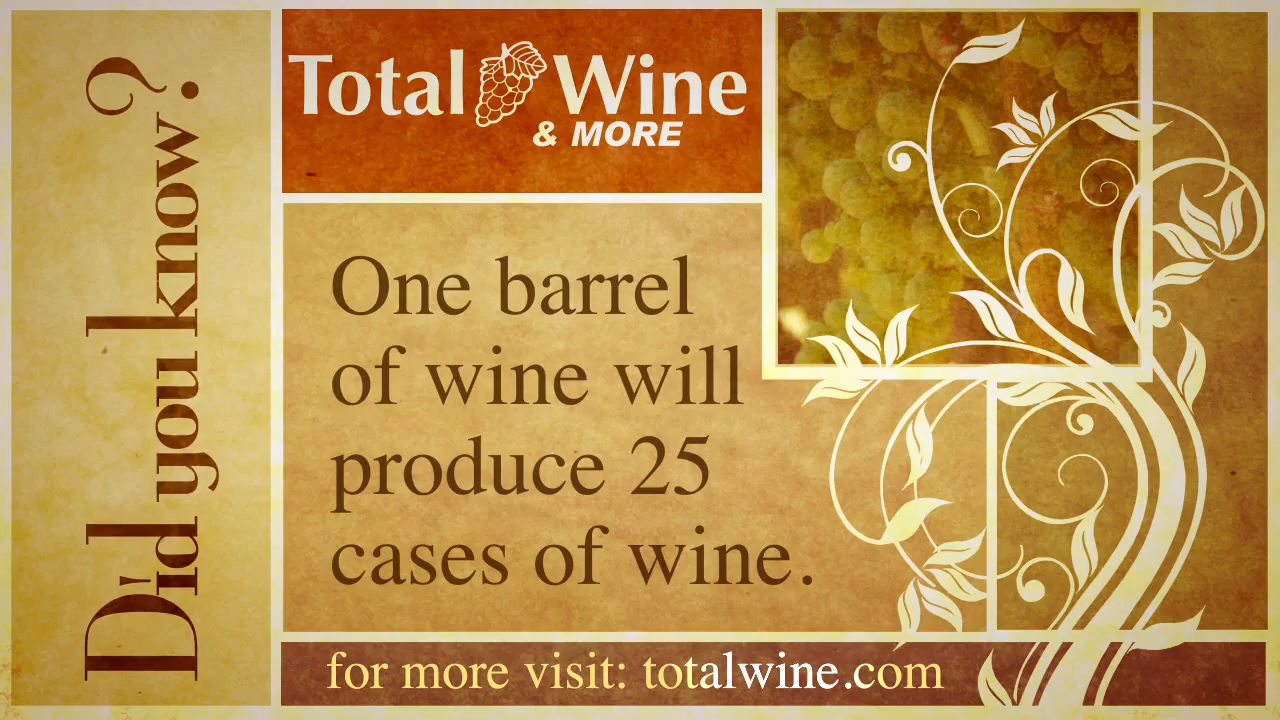 Did you know?
Total Wine
& MORE
One barrel
of wine will
produce 25
cases of wine.
for more visit: totalwine.com